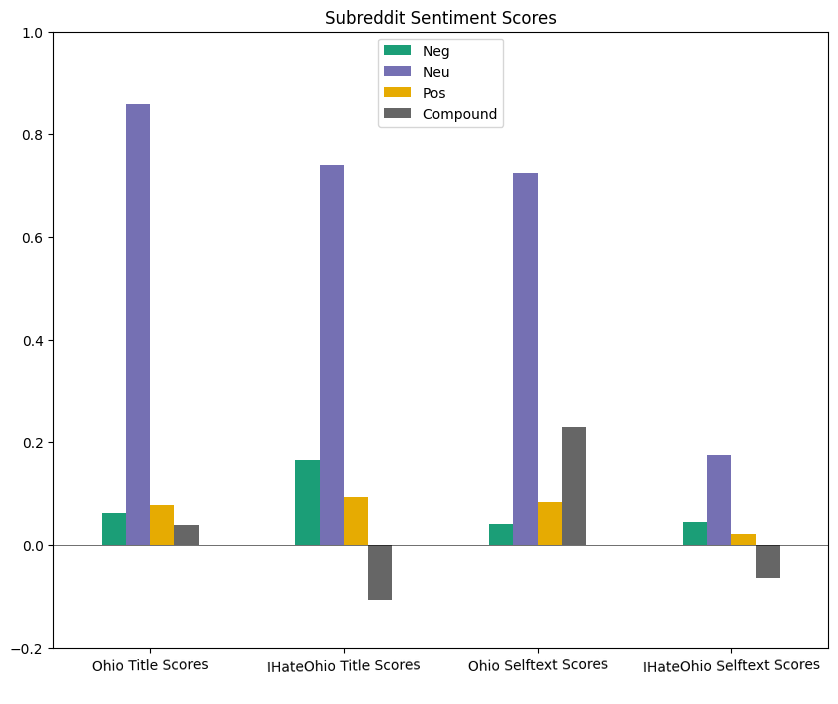 Subreddit Sentiment Scores
Neg
Neu
Pos
Compound
1.0
0.8
0.6
0.4
0.2
0.0
−0.2
Ohio Title Scores
IHateOhio Title Scores
Ohio Selftext Scores
IHateOhio Selftext Scores